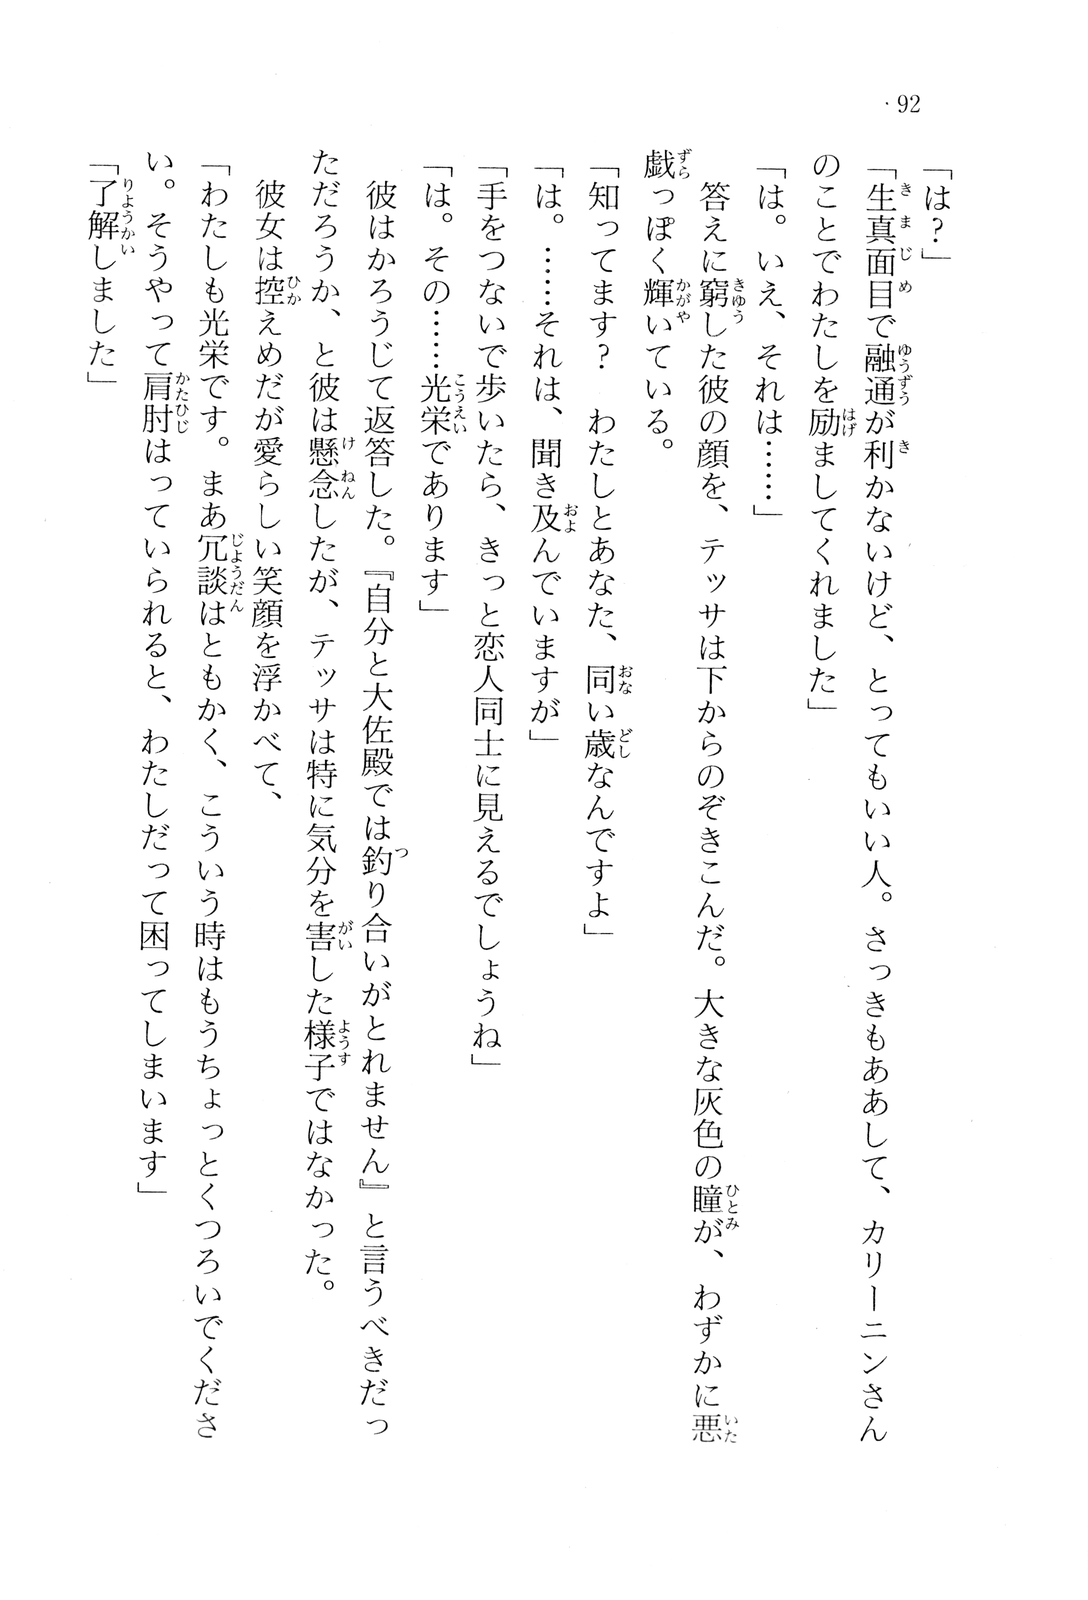 92
「は？」
「生真面目で融通が利かないけど、とってもいい人。さっきもああして、カリーニンさん
のことでわたしを励ましてくれました」
「は。いえ、それは……」
　答えに窮した彼の顔を、テッサは下からのぞきこんだ。大きな灰色の瞳が、わずかに悪
戯っぽく輝いている。
「知ってます？　わたしとあなた、同い歳なんですよ」
「は。……それは、聞き及んでいますが」
「手をつないで歩いたら、きっと恋人同士に見えるでしょうね」
「は。その……光栄であります」
　彼はかろうじて返答した。『自分と大佐殿では釣り合いがとれません』と言うべきだっ
ただろうか、と彼は懸念したが、テッサは特に気分を害した様子ではなかった。
　彼女は控えめだが愛らしい笑顔を浮かべて、
「わたしも光栄です。まあ冗談はともかく、こういう時はもうちょっとくつろいでくださ
い。そうやって肩肘はっていられると、わたしだって困ってしまいます」
「了解しました」